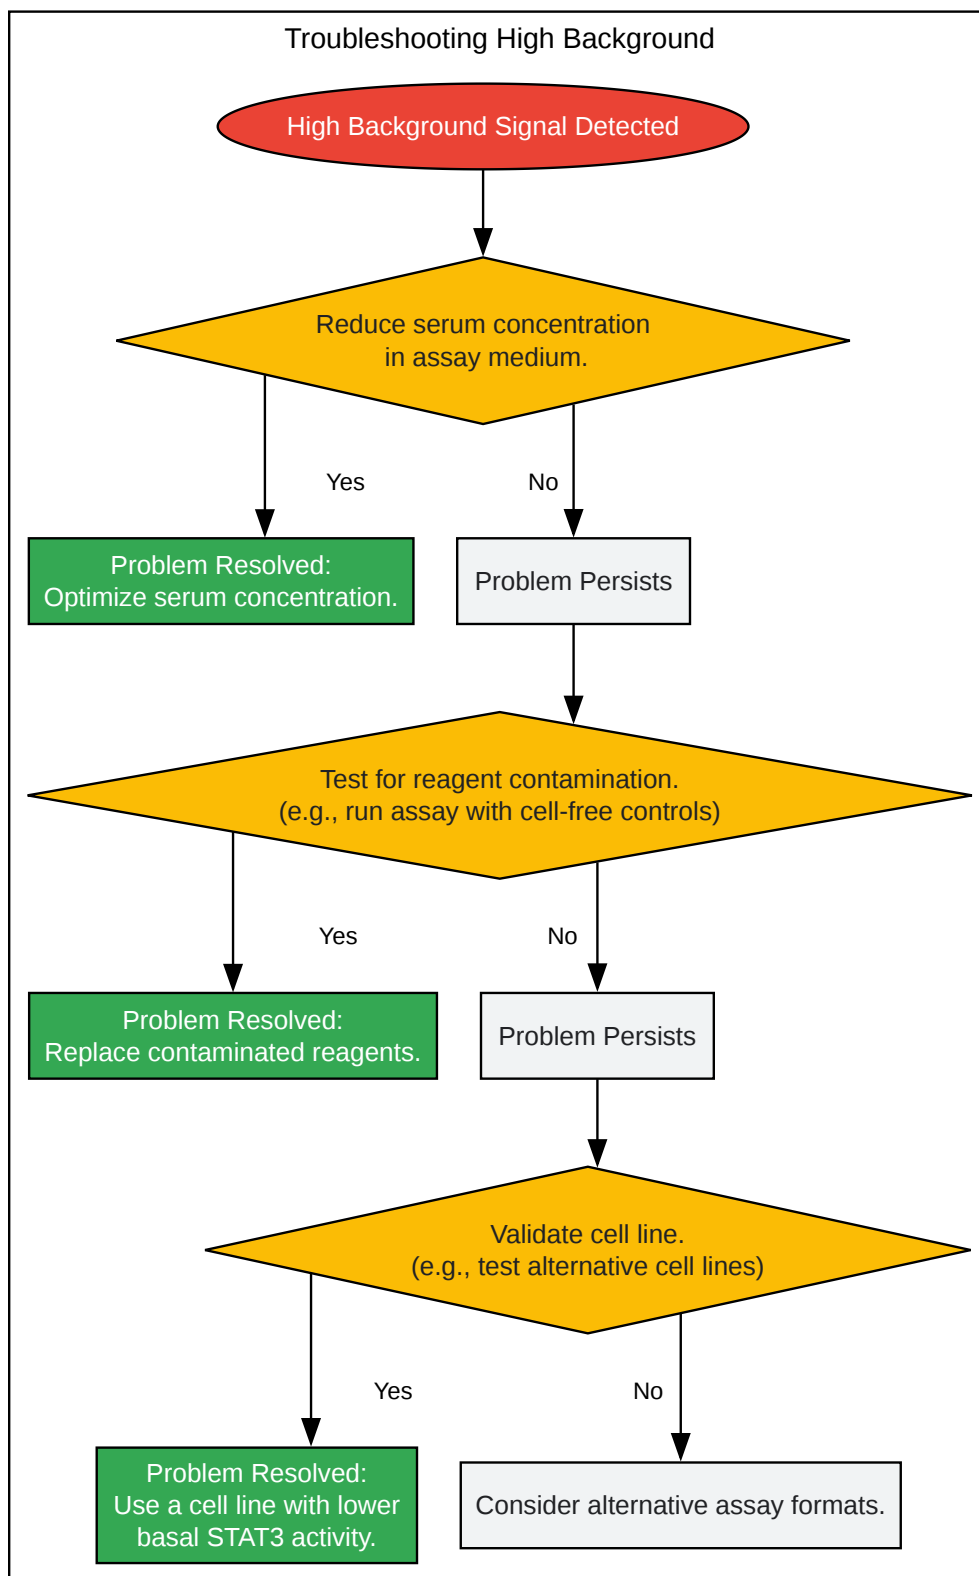 Troubleshooting High Background
High Background Signal Detected
Reduce serum concentration
in assay medium.
Yes
No
Problem Resolved:
Optimize serum concentration.
Problem Persists
Test for reagent contamination.
(e.g., run assay with cell-free controls)
Yes
No
Problem Resolved:
Replace contaminated reagents.
Problem Persists
Validate cell line.
(e.g., test alternative cell lines)
Yes
No
Problem Resolved:
Use a cell line with lower
basal STAT3 activity.
Consider alternative assay formats.